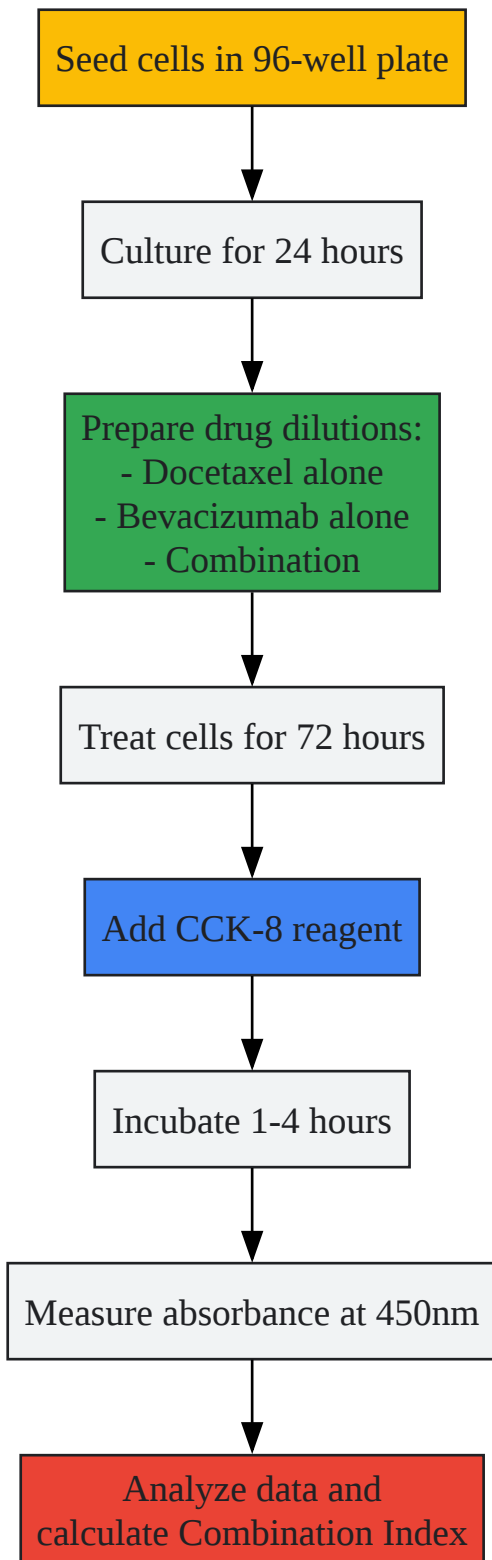 Seed cells in 96-well plate
Culture for 24 hours
Prepare drug dilutions:
- Docetaxel alone
- Bevacizumab alone
- Combination
Treat cells for 72 hours
Add CCK-8 reagent
Incubate 1-4 hours
Measure absorbance at 450nm
Analyze data and
calculate Combination Index